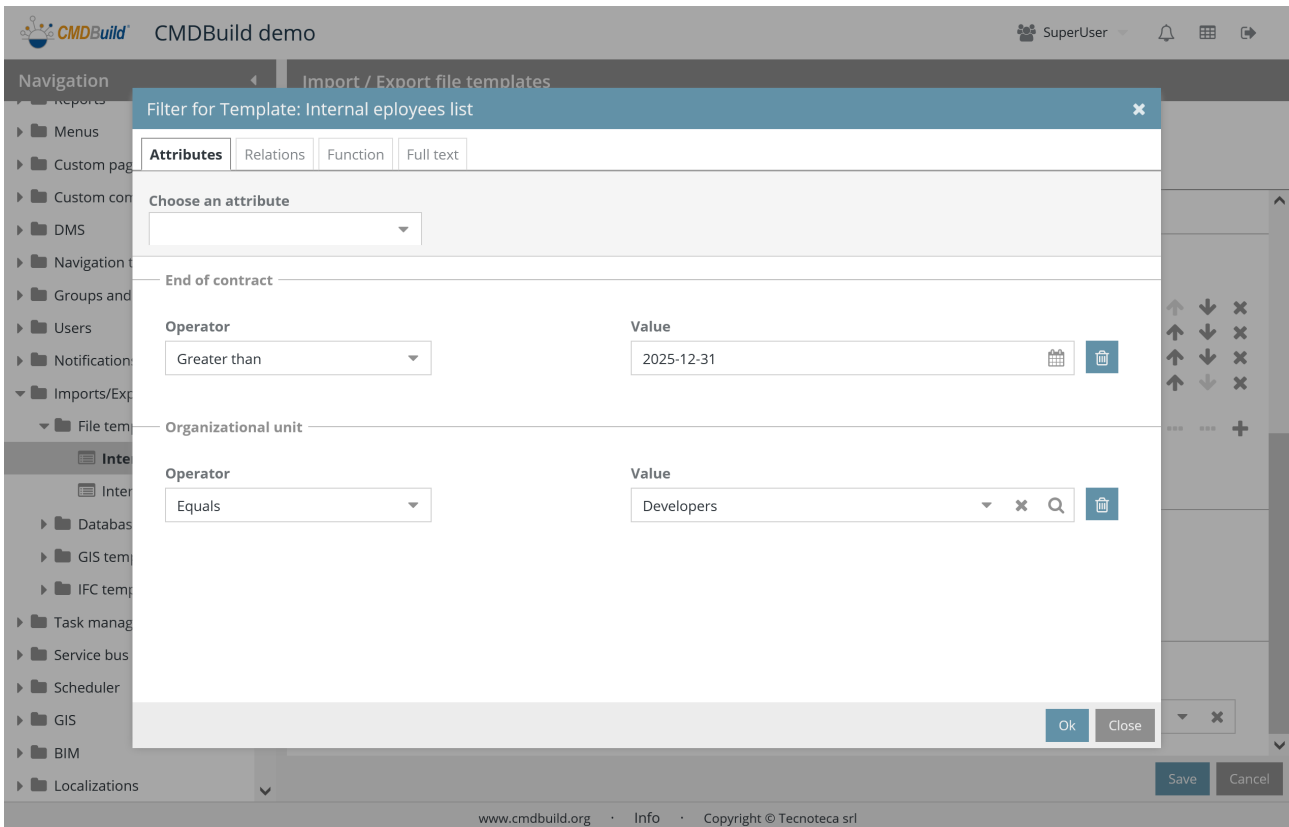 CMDBuild CMDBuild demo SuperUser
Navigation
Import / Export file templates
Reports
Menus
Custom pag
Custom con
DMS
Navigation t
Groups and
Users
Notification
Imports/Exp
File tem
Inte
Inter
Databas
GIS temp
IFC temp
Task manag
Service bus
Scheduler
GIS
BIM
Localizations
Filter for Template: Internal eployees list
Attributes Relations Function Full text
Choose an attribute
End of contract
Operator Value
Greater than 2025-12-31
Organizational unit
Operator Value
Equals Developers
Ok Close
Save Cancel
www.cmdbuild.org · Info · Copyright © Tecnoteca srl